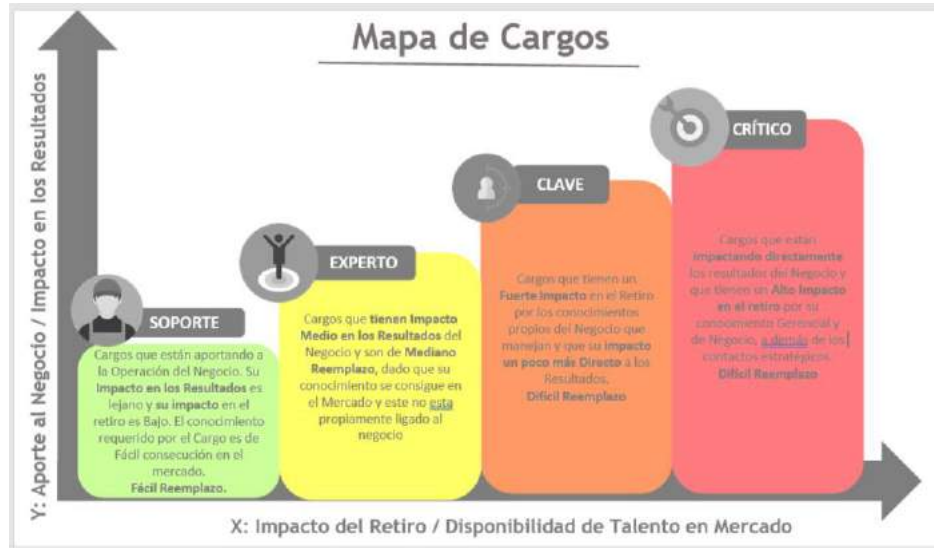 Mapa de Cargos
Y: Aporte al Negocio / Impacto en los Resultados
SOPORTE
Cargos que están aportando a
la Operación del Negocio. Su
Impacto en los Resultados es
lejano y su impacto en el
retiro es Bajo. El conocimiento
requerido por el Cargo es de
Fácil consecución en el
mercado.
Fácil Reemplazo.
EXPERTO
Cargos que tienen Impacto
Medio en los Resultados del
Negocio y son de Mediano
Reemplazo, dado que su
conocimiento se consigue en
el Mercado y este no esta
propiamente ligado al
negocio
CLAVE
Cargos que tienen un
Fuerte Impacto en el Retiro
por los conocimientos
propios del Negocio que
manejan y que su impacto
un poco más Directo a los
Resultados.
Difícil Reemplazo
CRÍTICO
Cargos que están
impactando directamente
los resultados del Negocio y
que tienen un Alto Impacto
en el retiro por su
conocimiento Gerencial y
de Negocio, a demás de los
contactos estratégicos.
Difícil Reemplazo
X: Impacto del Retiro / Disponibilidad de Talento en Mercado